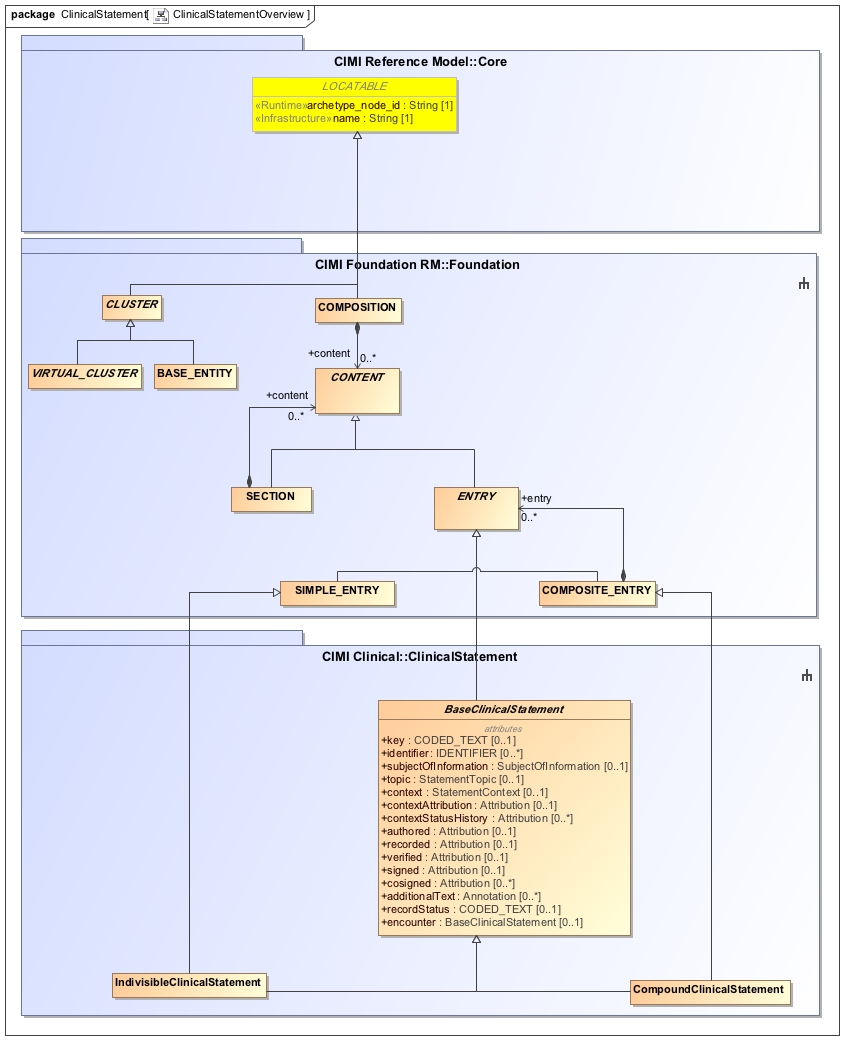 package ClinicalStatement[ ClinicalStatementOverview ]
CIMI Reference Model::Core
LOCATABLE
«Runtime»archetype_node_id : String [1]
«Infrastructure»name : String [1]
CIMI Foundation RM::Foundation
CLUSTER
COMPOSITION
+content
0..*
VIRTUAL_CLUSTER
BASE_ENTITY
CONTENT
+content
0..*
SECTION
ENTRY
+entry
0..*
SIMPLE_ENTRY
COMPOSITE_ENTRY
CIMI Clinical::ClinicalStatement
BaseClinicalStatement
attributes
+key : CODED_TEXT [0..1]
+identifier : IDENTIFIER [0..*]
+subjectOfInformation : SubjectOfInformation [0..1]
+topic : StatementTopic [0..1]
+context : StatementContext [0..1]
+contextAttribution : Attribution [0..1]
+contextStatusHistory : Attribution [0..*]
+authored : Attribution [0..1]
+recorded : Attribution [0..1]
+verified : Attribution [0..1]
+signed : Attribution [0..1]
+cosigned : Attribution [0..*]
+additionalText : Annotation [0..*]
+recordStatus : CODED_TEXT [0..1]
+encounter : BaseClinicalStatement [0..1]
IndivisibleClinicalStatement
CompoundClinicalStatement